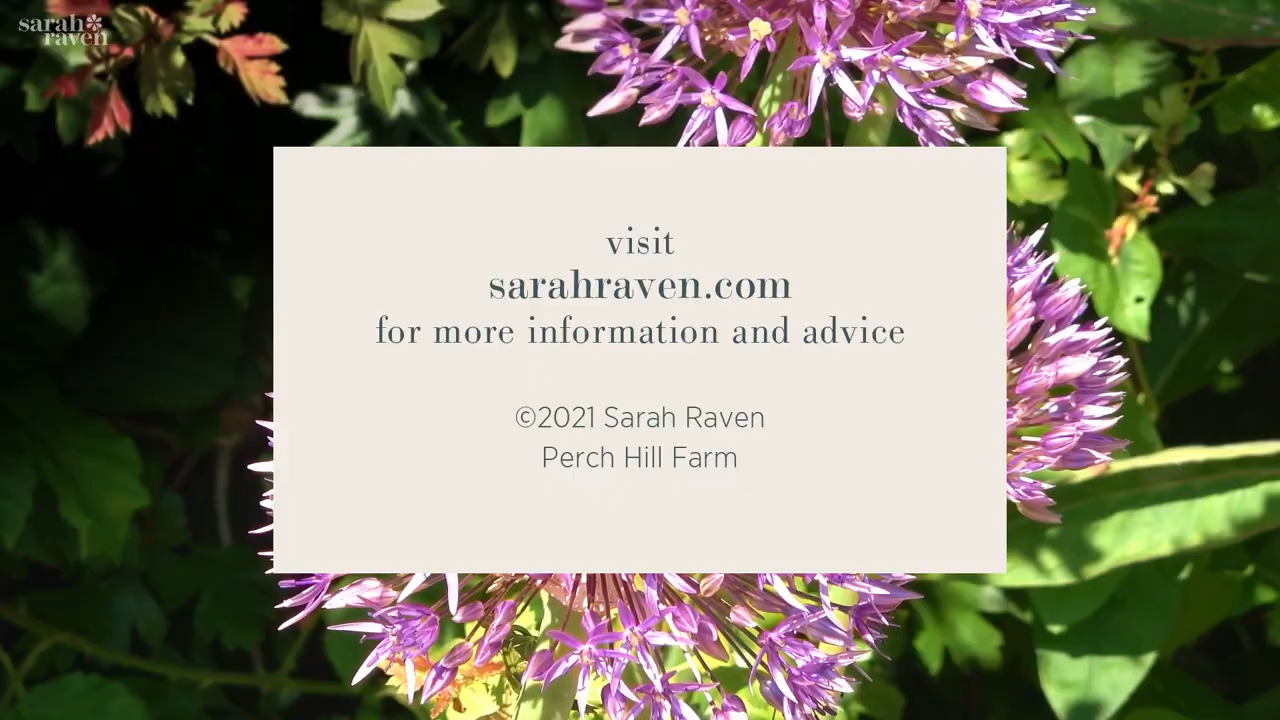 sarah
raven
visit
sarahraven.com
for more information and advice
©2021 Sarah Raven
Perch Hill Farm